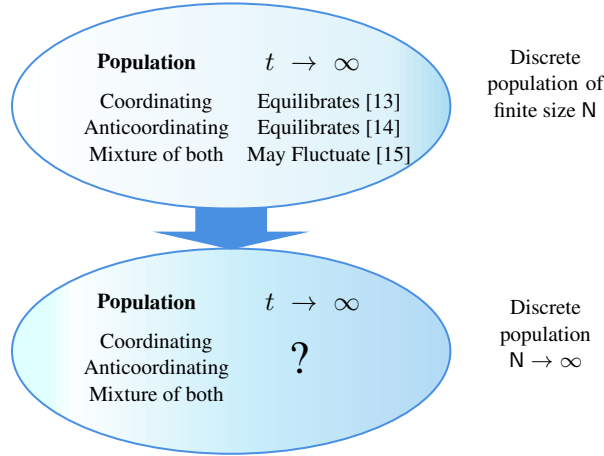 Population t → ∞
Coordinating Equilibrates [13]
Anticoordinating Equilibrates [14]
Mixture of both May Fluctuate [15]
Discrete
population of
finite size N
Population t → ∞
Coordinating
Anticoordinating
Mixture of both
?
Discrete
population
N → ∞